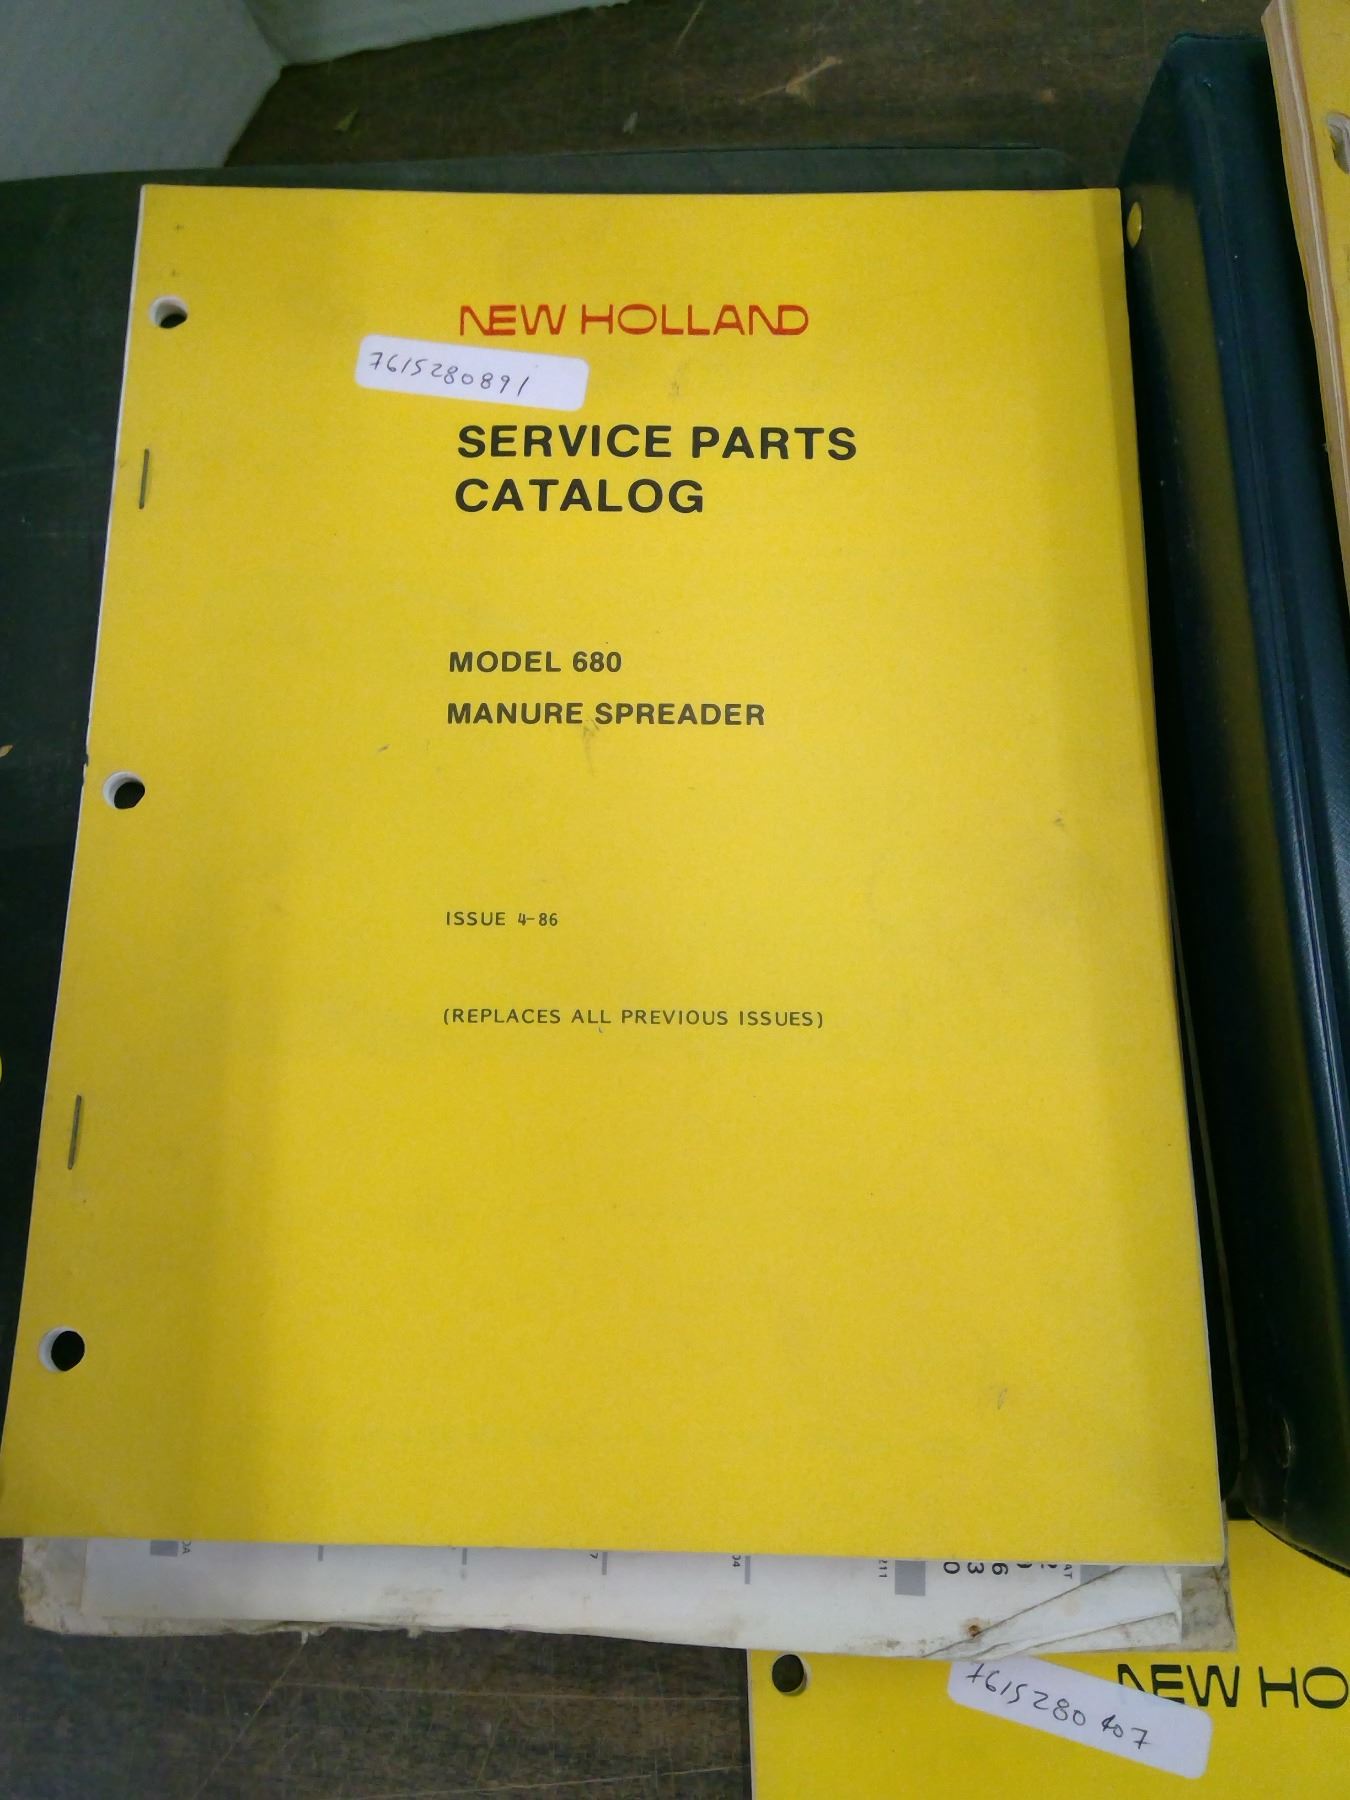 NEW HOLLAND
7615280891
SERVICE PARTS
CATALOG
MODEL 680
MANURE SPREADER
ISSUE 4-86
(REPLACES ALL PREVIOUS ISSUES)
NEW HO
7615280407